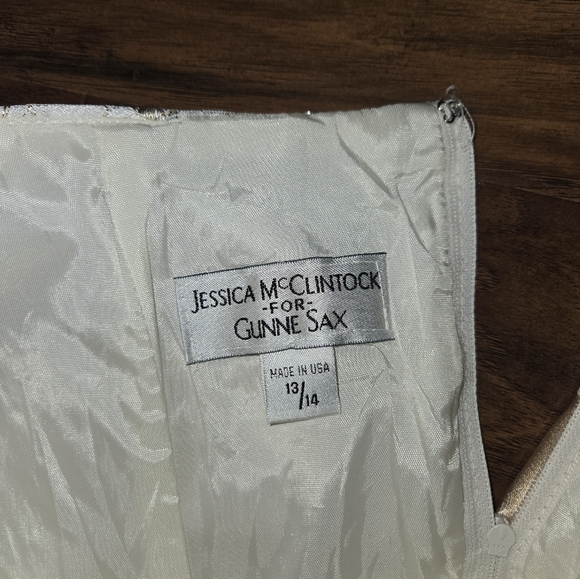 JESSICA MCCLINTOCK
-FOR-
GUNNE SAX
MADE IN USA
13/14